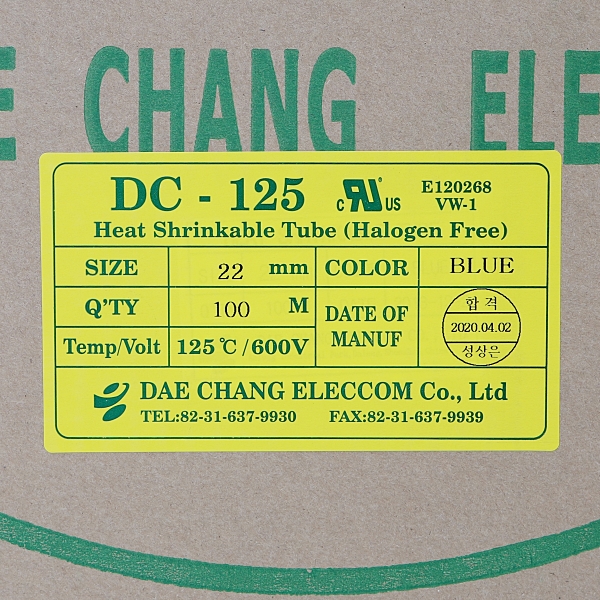 E CHANG ELE
DC - 125 c RU US E120268
VW-1
Heat Shrinkable Tube (Halogen Free)
SIZE 22 mm COLOR BLUE
Q'TY 100 M DATE OF MANUF 합격
2020.04.02
성상은
Temp/Volt 125℃/600V
DAE CHANG ELECCOM Co., Ltd
TEL:82-31-637-9930 FAX:82-31-637-9939